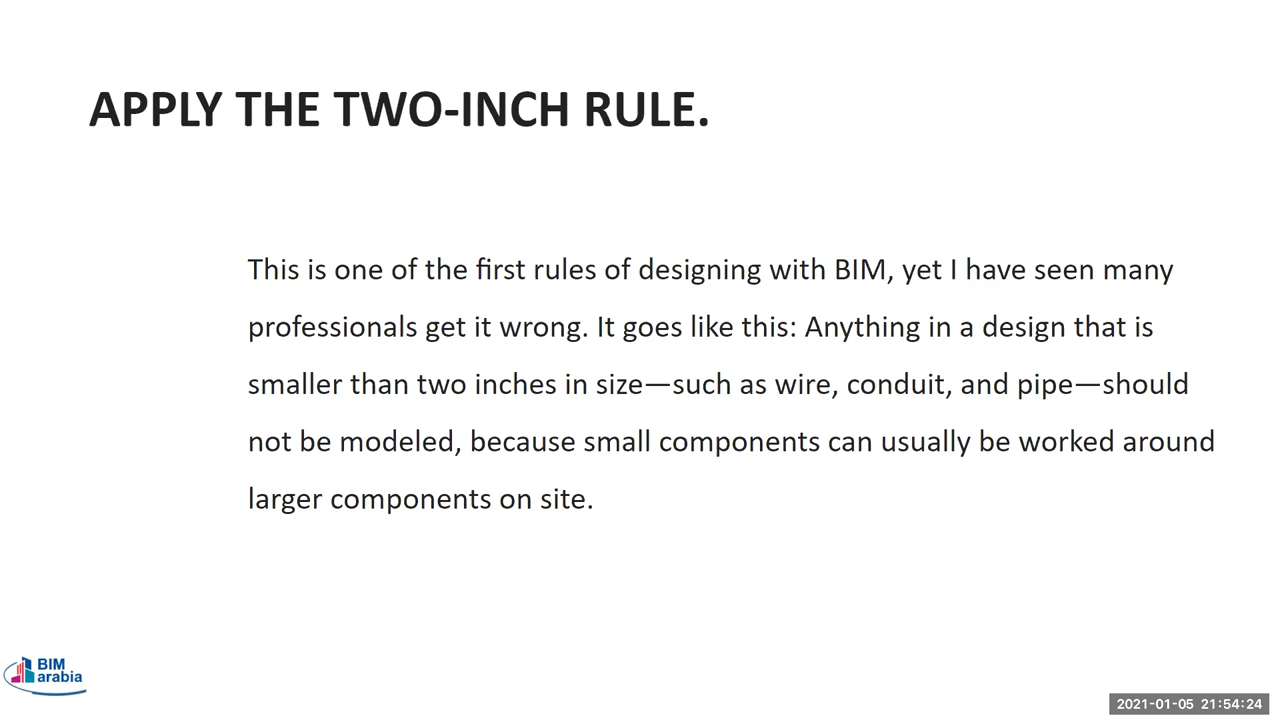 APPLY THE TWO-INCH RULE.
This is one of the first rules of designing with BIM, yet I have seen many
professionals get it wrong. It goes like this: Anything in a design that is
smaller than two inches in size—such as wire, conduit, and pipe—should
not be modeled, because small components can usually be worked around
larger components on site.
BIM
arabia
2021-01-05 21:54:24